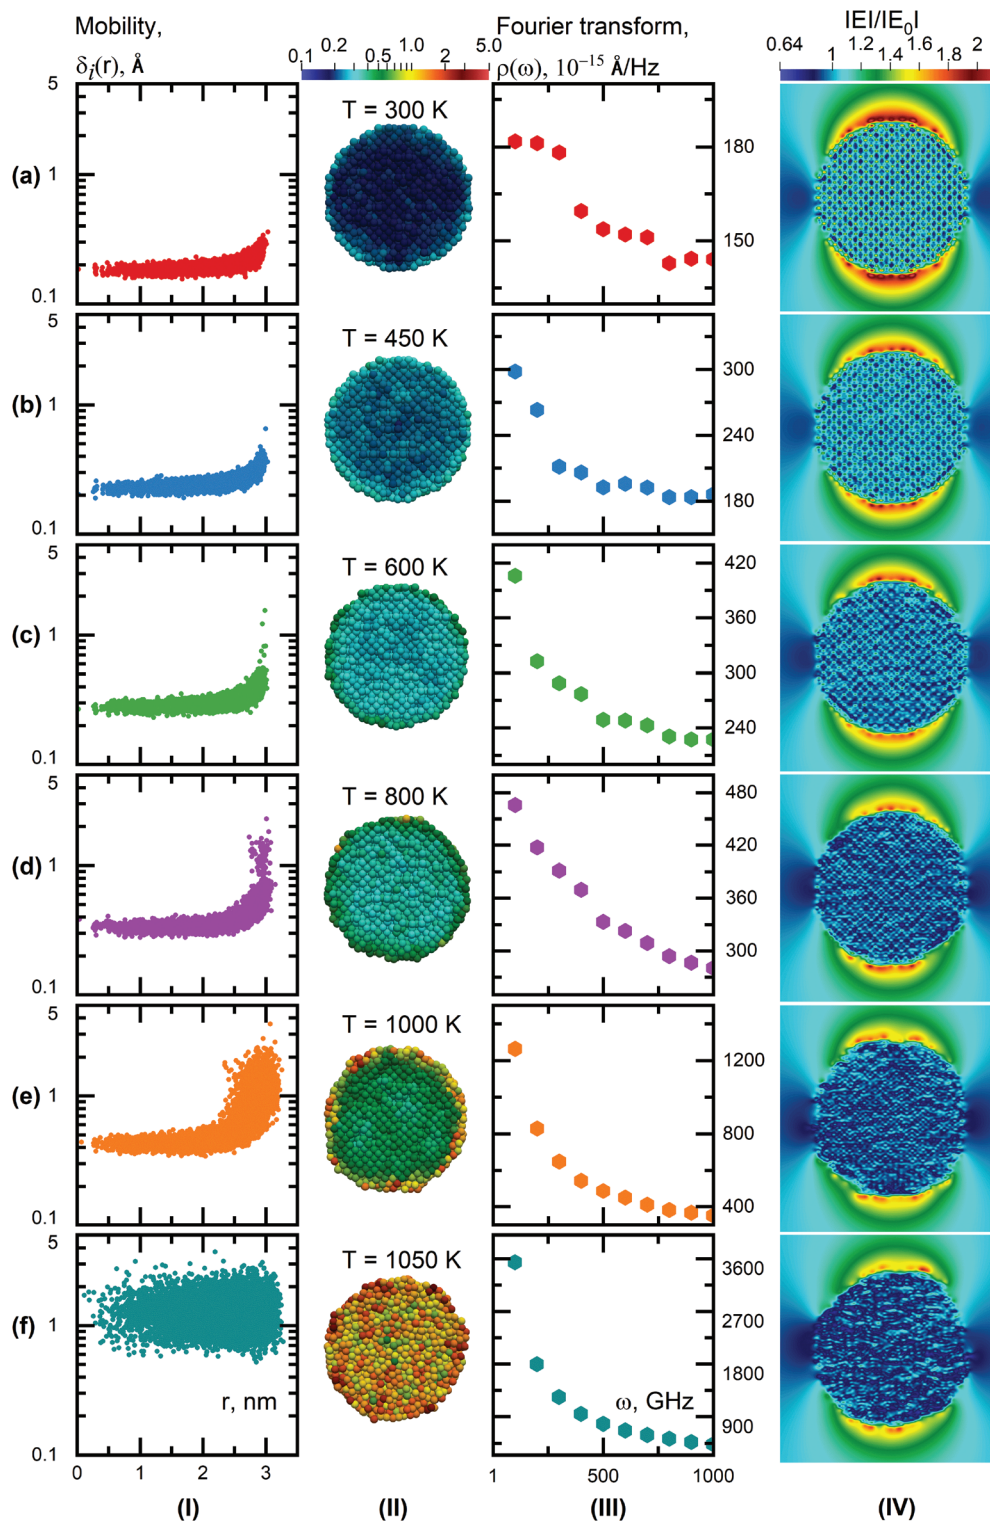 Mobility,
δi(r), Å
0.1 0.2 0.5 1.0 2 5.0
Fourier transform,
ρ(ω), 10⁻¹⁵ Å/Hz
|E|/|E₀|
0.64 1 1.2 1.4 1.6 1.8 2
(a)
5
1
0.1
T = 300 K
180
150
(b)
5
1
0.1
T = 450 K
300
240
180
(c)
5
1
0.1
T = 600 K
420
360
300
240
(d)
5
1
0.1
T = 800 K
480
420
360
300
(e)
5
1
0.1
T = 1000 K
1200
800
400
(f)
5
1
0.1
r, nm
0 1 2 3
T = 1050 K
ω, GHz
3600
2700
1800
900
1 500 1000
(I) (II) (III) (IV)